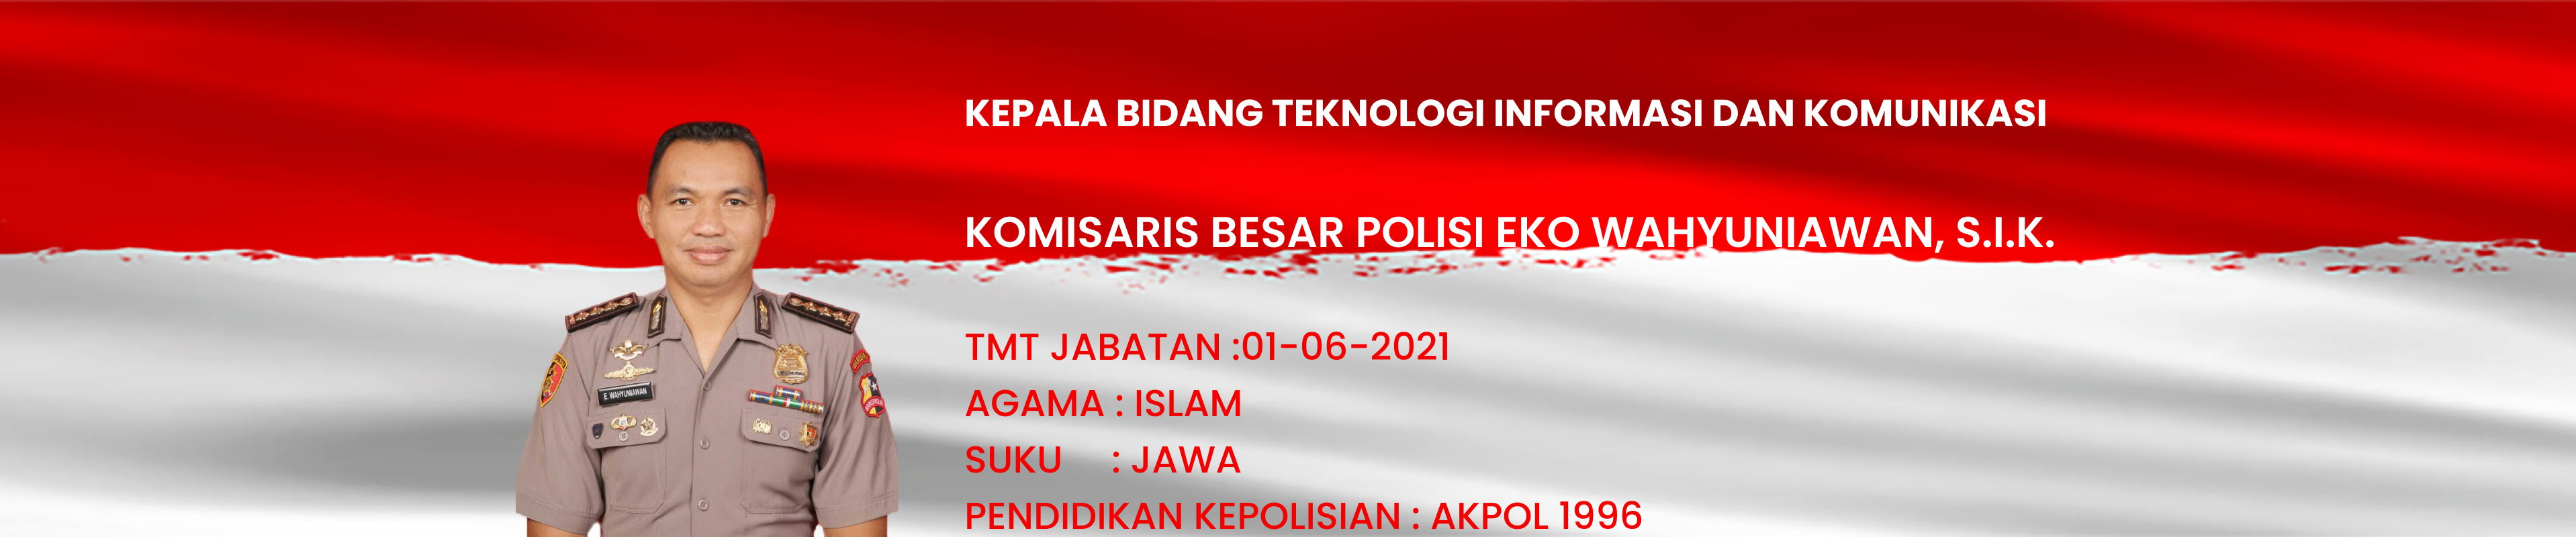 KEPALA BIDANG TEKNOLOGI INFORMASI DAN KOMUNIKASI
KOMISARIS BESAR POLISI EKO WAHYUNIAWAN, S.I.K.
TMT JABATAN :01-06-2021
AGAMA : ISLAM
SUKU : JAWA
PENDIDIKAN KEPOLISIAN : AKPOL 1996
E. WAHYUNIAWAN